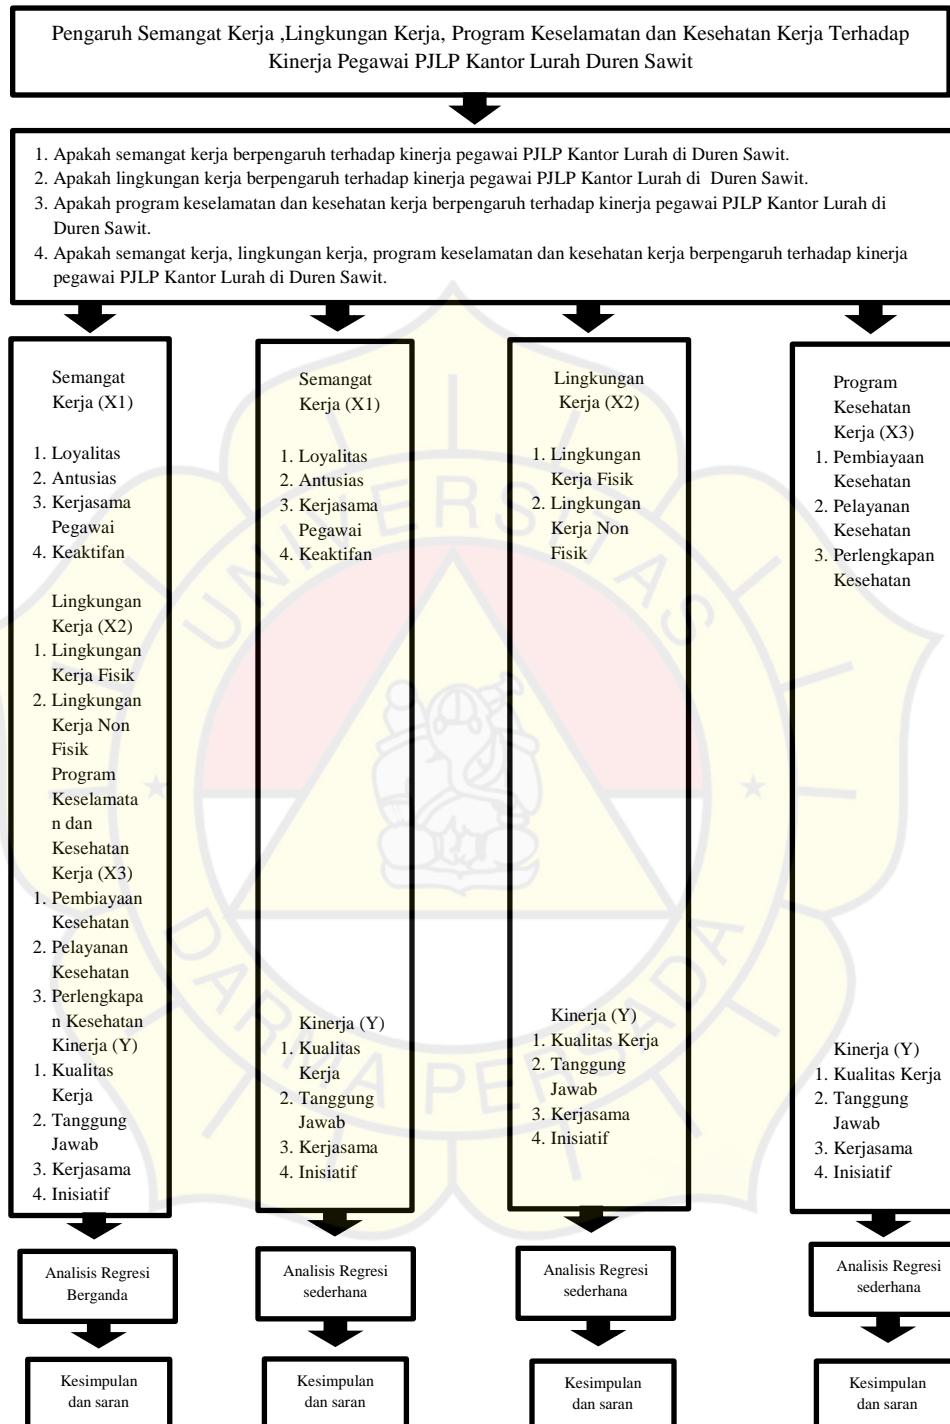 Pengaruh Semangat Kerja ,Lingkungan Kerja, Program Keselamatan dan Kesehatan Kerja Terhadap
Kinerja Pegawai PJLP Kantor Lurah Duren Sawit
1. Apakah semangat kerja berpengaruh terhadap kinerja pegawai PJLP Kantor Lurah di Duren Sawit.
2. Apakah lingkungan kerja berpengaruh terhadap kinerja pegawai PJLP Kantor Lurah di Duren Sawit.
3. Apakah program keselamatan dan kesehatan kerja berpengaruh terhadap kinerja pegawai PJLP Kantor Lurah di
Duren Sawit.
4. Apakah semangat kerja, lingkungan kerja, program keselamatan dan kesehatan kerja berpengaruh terhadap kinerja
pegawai PJLP Kantor Lurah di Duren Sawit.
Semangat
Kerja (X1)
1. Loyalitas
2. Antusias
3. Kerjasama
Pegawai
4. Keaktifan
Lingkungan
Kerja (X2)
1. Lingkungan
Kerja Fisik
2. Lingkungan
Kerja Non
Fisik
Program
Keselamata
n dan
Kesehatan
Kerja (X3)
1. Pembiayaan
Kesehatan
2. Pelayanan
Kesehatan
3. Perlengkapa
n Kesehatan
Kinerja (Y)
1. Kualitas
Kerja
2. Tanggung
Jawab
3. Kerjasama
4. Inisiatif
Analisis Regresi
Berganda
Kesimpulan
dan saran
Semangat
Kerja (X1)
1. Loyalitas
2. Antusias
3. Kerjasama
Pegawai
4. Keaktifan
Kinerja (Y)
1. Kualitas
Kerja
2. Tanggung
Jawab
3. Kerjasama
4. Inisiatif
Analisis Regresi
sederhana
Kesimpulan
dan saran
Lingkungan
Kerja (X2)
1. Lingkungan
Kerja Fisik
2. Lingkungan
Kerja Non
Fisik
Kinerja (Y)
1. Kualitas Kerja
2. Tanggung
Jawab
3. Kerjasama
4. Inisiatif
Analisis Regresi
sederhana
Kesimpulan
dan saran
Program
Kesehatan
Kerja (X3)
1. Pembiayaan
Kesehatan
2. Pelayanan
Kesehatan
3. Perlengkapan
Kesehatan
Kinerja (Y)
1. Kualitas Kerja
2. Tanggung
Jawab
3. Kerjasama
4. Inisiatif
Analisis Regresi
sederhana
Kesimpulan
dan saran
UNIVERSITAS
DARMA PERSADA